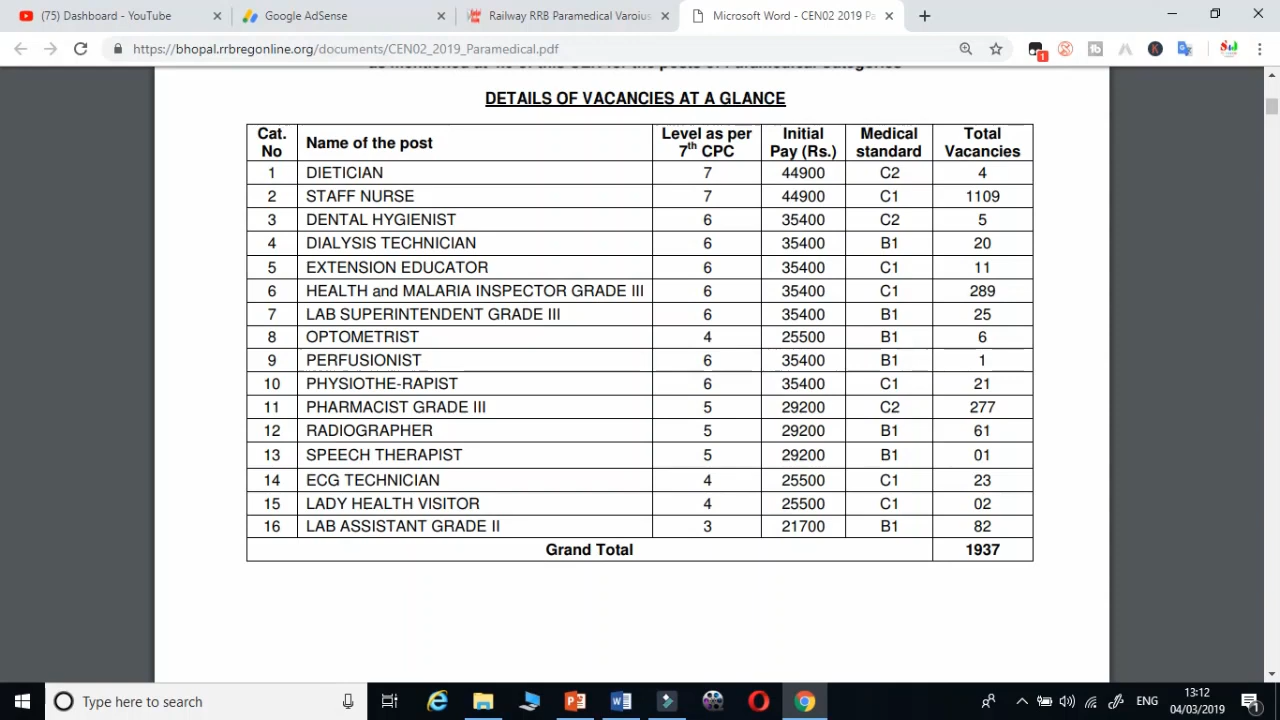 (75) Dashboard - YouTube
Google AdSense
Railway RRB Paramedical Varoius
Microsoft Word - CEN02 2019 Pa
https://bhopal.rrbregonline.org/documents/CEN02_2019_Paramedical.pdf
DETAILS OF VACANCIES AT A GLANCE
Cat. No Name of the post Level as per 7th CPC Initial Pay (Rs.) Medical standard Total Vacancies
1 DIETICIAN 7 44900 C2 4
2 STAFF NURSE 7 44900 C1 1109
3 DENTAL HYGIENIST 6 35400 C2 5
4 DIALYSIS TECHNICIAN 6 35400 B1 20
5 EXTENSION EDUCATOR 6 35400 C1 11
6 HEALTH and MALARIA INSPECTOR GRADE III 6 35400 C1 289
7 LAB SUPERINTENDENT GRADE III 6 35400 B1 25
8 OPTOMETRIST 4 25500 B1 6
9 PERFUSIONIST 6 35400 B1 1
10 PHYSIOTHE-RAPIST 6 35400 C1 21
11 PHARMACIST GRADE III 5 29200 C2 277
12 RADIOGRAPHER 5 29200 B1 61
13 SPEECH THERAPIST 5 29200 B1 01
14 ECG TECHNICIAN 4 25500 C1 23
15 LADY HEALTH VISITOR 4 25500 C1 02
16 LAB ASSISTANT GRADE II 3 21700 B1 82
Grand Total 1937
Type here to search
ENG
13:12
04/03/2019